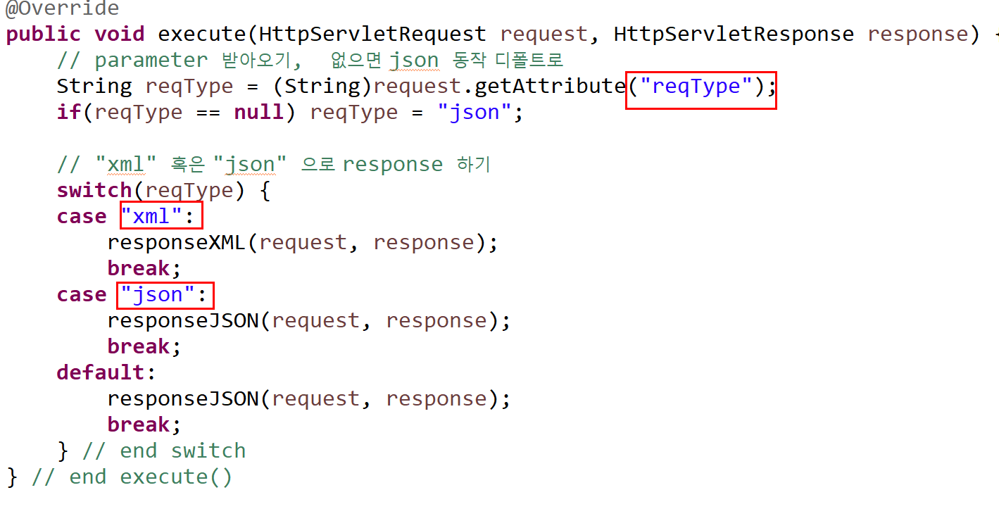 @Override
public void execute(HttpServletRequest request, HttpServletResponse response) {
// parameter 받아오기,  없으면 json 동작 디폴트로
String reqType = (String)request.getAttribute("reqType");
if(reqType == null) reqType = "json";
// "xml" 혹은 "json" 으로 response 하기
switch(reqType) {
case "xml":
responseXML(request, response);
break;
case "json":
responseJSON(request, response);
break;
default:
responseJSON(request, response);
break;
} // end switch
} // end execute()